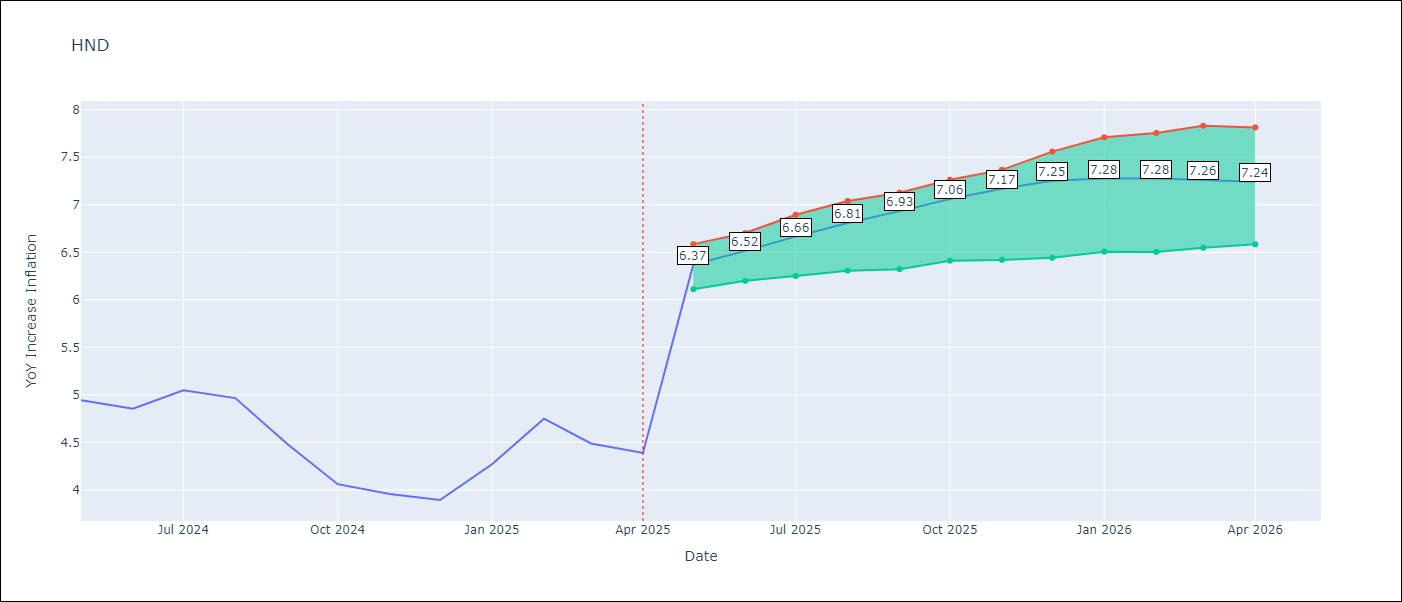 HND
YoY Increase Inflation
8
7.5
7
6.5
6
5.5
5
4.5
4
6.37
6.52
6.66
6.81
6.93
7.06
7.17
7.25
7.28
7.28
7.26
7.24
Jul 2024
Oct 2024
Jan 2025
Apr 2025
Jul 2025
Oct 2025
Jan 2026
Apr 2026
Date